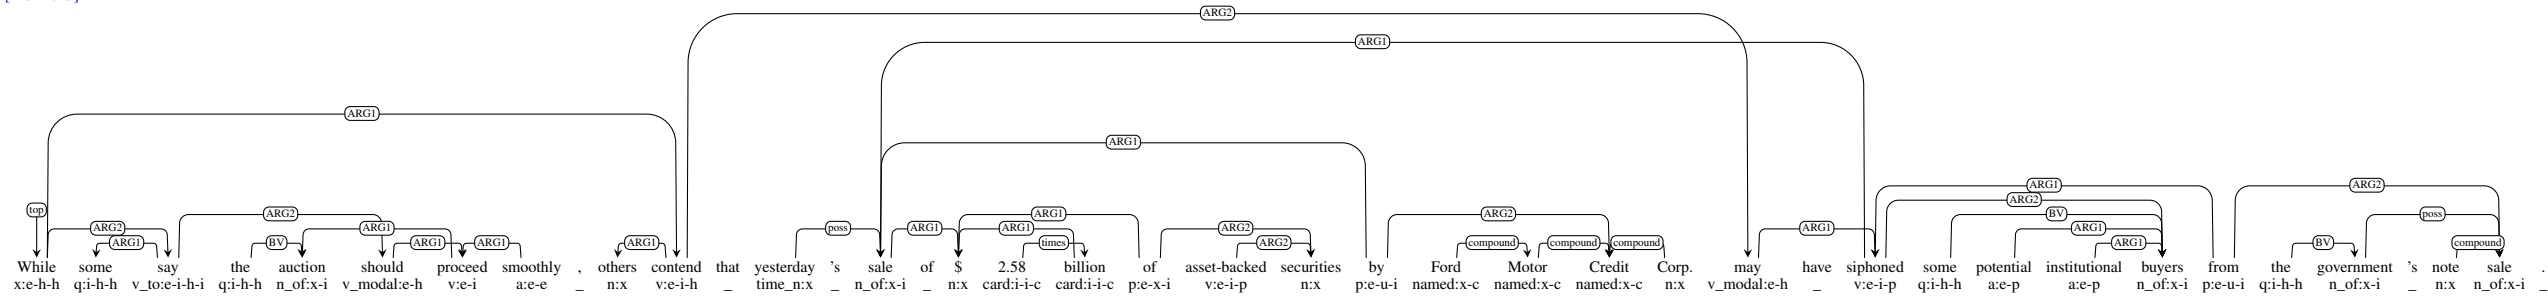 ARG2
ARG1
ARG1
ARG1
ARG1 ARG2
ARG2
top ARG2 BV
ARG2 ARG1 poss
ARG2 ARG1 poss ARG1 ARG1 ARG2 ARG1 ARG1
ARG1 BV ARG1 ARG1 ARG1 times ARG2 compound compound compound ARG1 BV compound
While some say the auction should proceed smoothly , others contend that yesterday 's sale of $ 2.58 billion of asset-backed securities by Ford Motor Credit Corp. may have siphoned some potential institutional buyers from the government 's note sale .
x:e-h-h q:i-h-h v_to:e-i-h-i q:i-h-h n_of:x-i v_modal:e-h v:e-i a:e-e _ n:x v:e-i-h _ time_n:x _ n_of:x-i _ n:x card:i-i-c card:i-i-c p:e-x-i v:e-i-p n:x p:e-u-i named:x-c named:x-c named:x-c n:x v_modal:e-h _ v:e-i-p q:i-h-h a:e-p a:e-p n_of:x-i p:e-u-i q:i-h-h n_of:x-i _ n:x n_of:x-i _